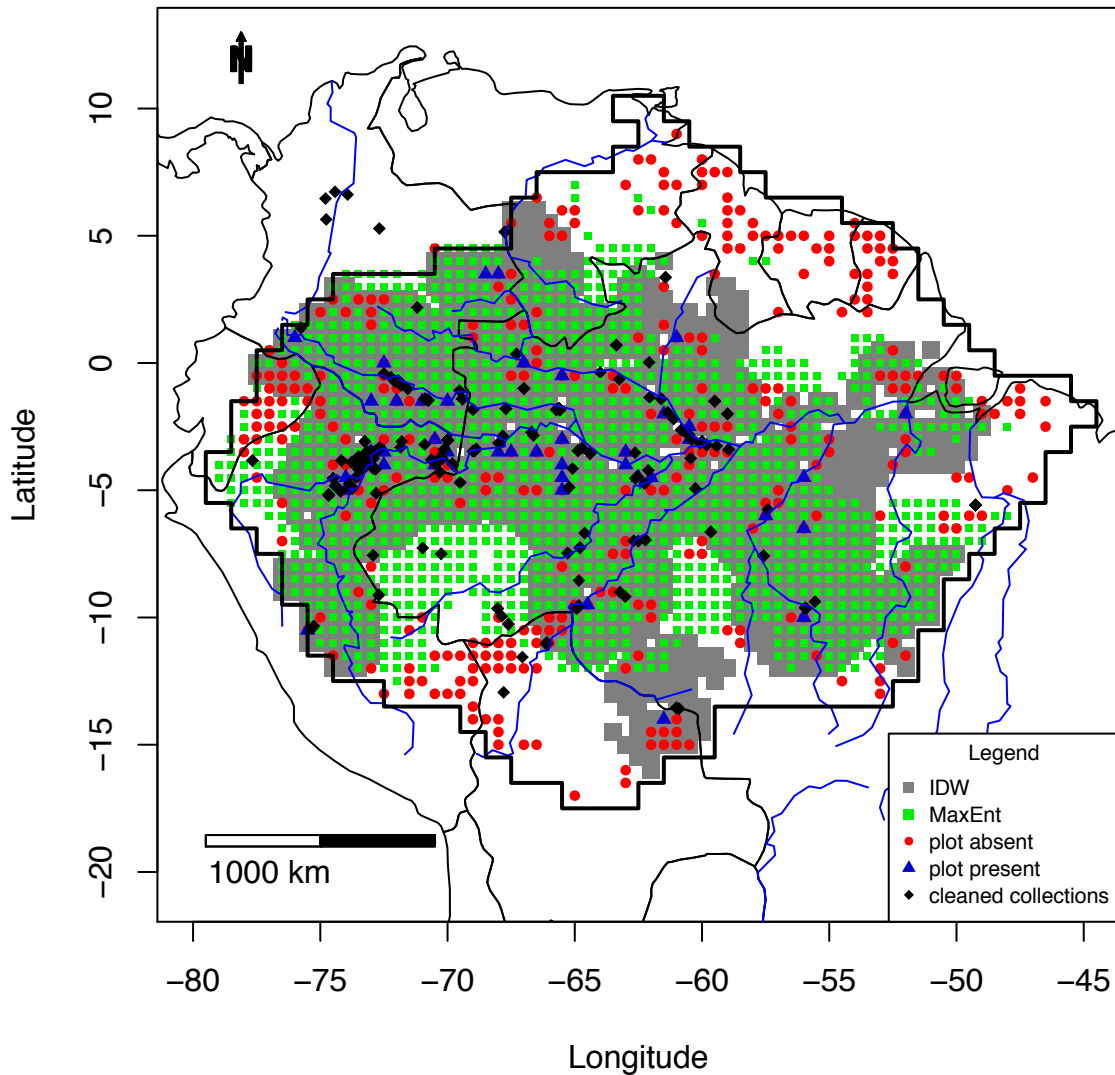 N
10
5
0
−5
−10
−15
−20
Latitude
1000 km
Legend
IDW
MaxEnt
plot absent
plot present
cleaned collections
−80 −75 −70 −65 −60 −55 −50 −45
Longitude